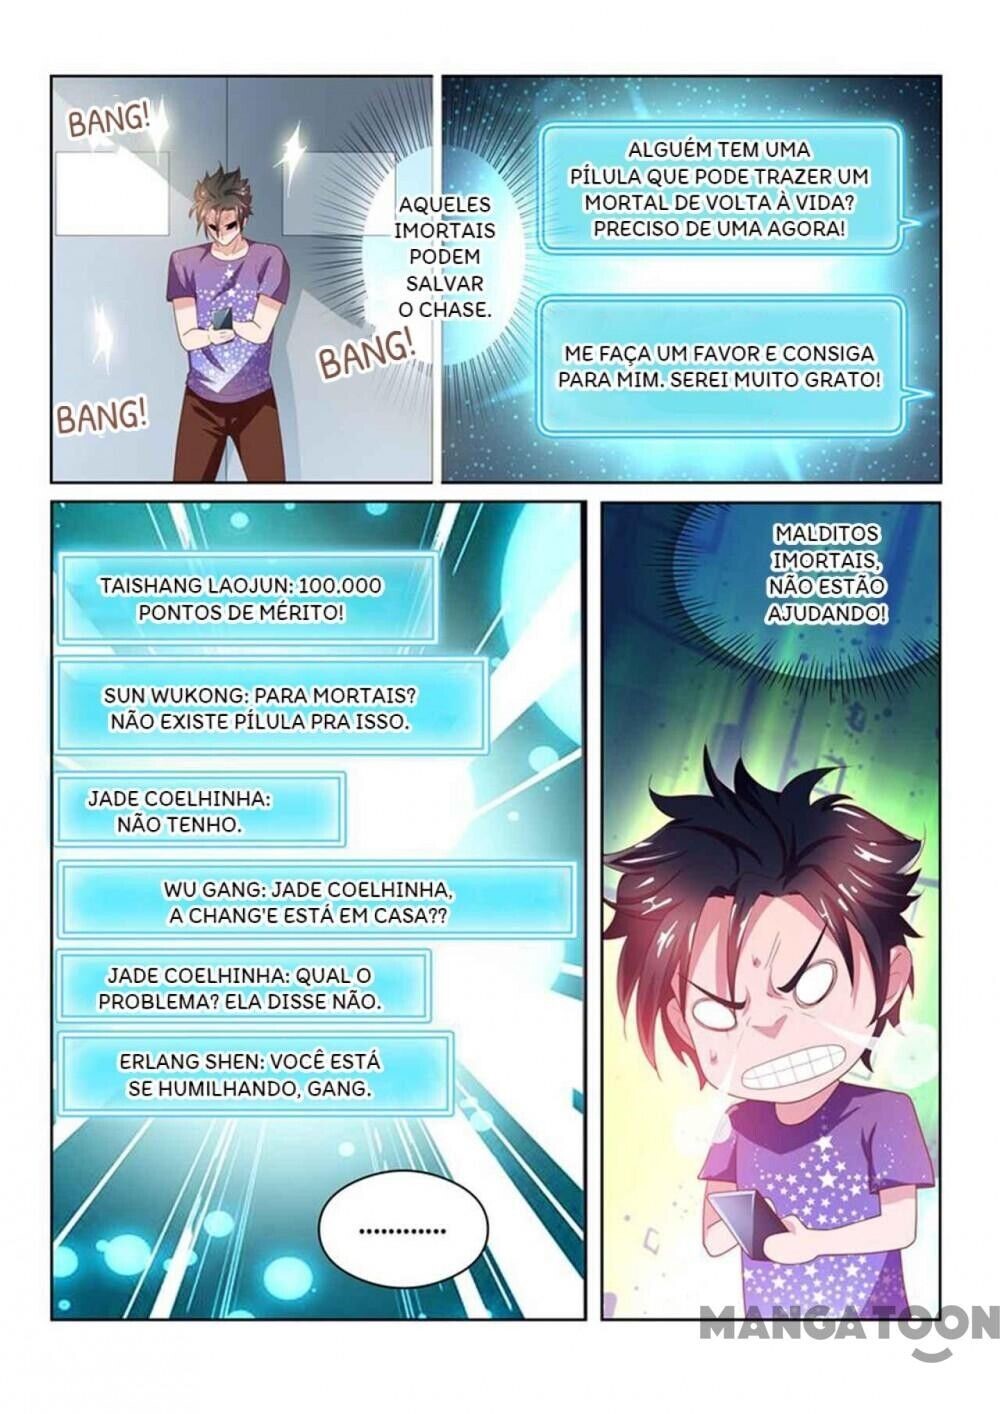 BANG!
BANG!
BANG!
BANG!
AQUELES
IMORTAIS
PODEM
SALVAR
O CHASE.
ALGUÉM TEM UMA
PÍLULA QUE PODE TRAZER UM
MORTAL DE VOLTA À VIDA?
PRECISO DE UMA AGORA!
ME FAÇA UM FAVOR E CONSIGA
PARA MIM. SEREI MUITO GRATO!
TAISHANG LAOJUN: 100.000
PONTOS DE MÉRITO!
SUN WUKONG: PARA MORTAIS?
NÃO EXISTE PÍLULA PRA ISSO.
JADE COELHINHA:
NÃO TENHO.
WU GANG: JADE COELHINHA,
A CHANG'E ESTÁ EM CASA??
JADE COELHINHA: QUAL O
PROBLEMA? ELA DISSE NÃO.
ERLANG SHEN: VOCÊ ESTÁ
SE HUMILHANDO, GANG.
............
MALDITOS
IMORTAIS,
NÃO ESTÃO
AJUDANDO!
MANGATOON